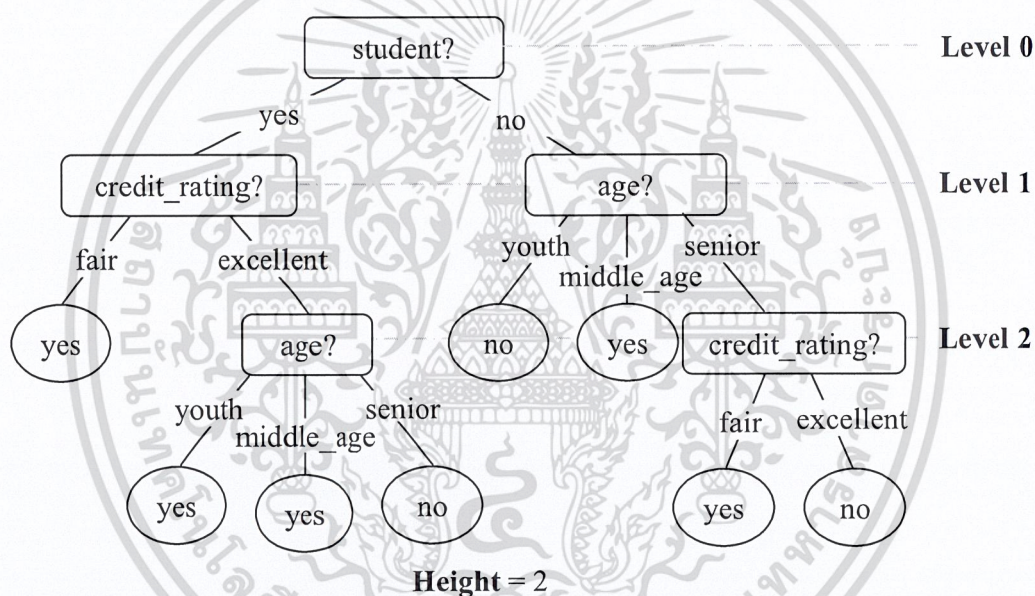 student? Level 0
yes no
credit_rating? age? Level 1
fair excellent youth middle_age senior
yes age? no yes credit_rating? Level 2
youth middle_age senior fair excellent
yes yes no yes no
Height = 2